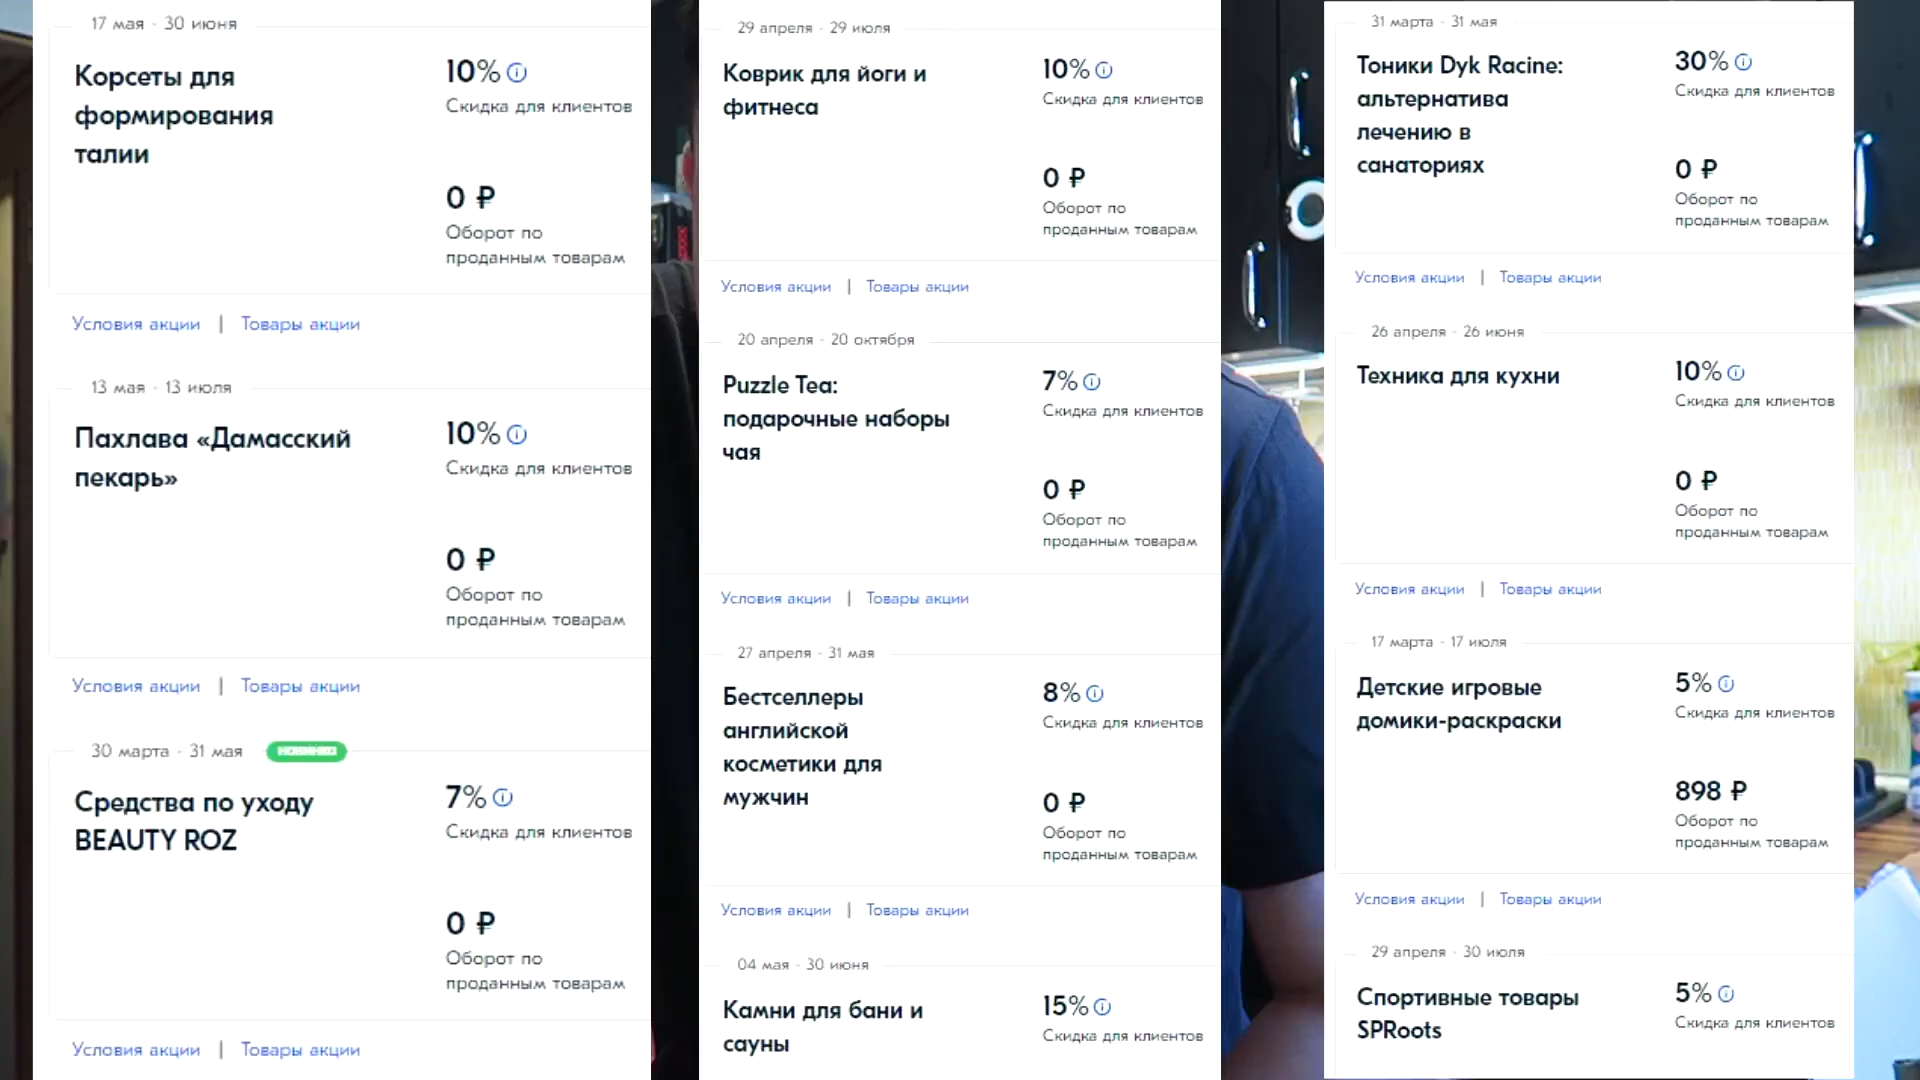 17 мая - 30 июня
Корсеты для
формирования
талии
10%
Скидка для клиентов
0 ₽
Оборот по
проданным товарам
Условия акции | Товары акции
13 мая - 13 июля
Пахлава «Дамасский
пекарь»
10%
Скидка для клиентов
0 ₽
Оборот по
проданным товарам
Условия акции | Товары акции
30 марта - 31 мая
Средства по уходу
BEAUTY ROZ
7%
Скидка для клиентов
0 ₽
Оборот по
проданным товарам
Условия акции | Товары акции
29 апреля - 29 июля
Коврик для йоги и
фитнеса
10%
Скидка для клиентов
0 ₽
Оборот по
проданным товарам
Условия акции | Товары акции
20 апреля - 20 октября
Puzzle Tea:
подарочные наборы
чая
7%
Скидка для клиентов
0 ₽
Оборот по
проданным товарам
Условия акции | Товары акции
27 апреля - 31 мая
Бестселлеры
английской
косметики для
мужчин
8%
Скидка для клиентов
0 ₽
Оборот по
проданным товарам
Условия акции | Товары акции
04 мая - 30 июня
Камни для бани и
сауны
15%
Скидка для клиентов
31 марта - 31 мая
Тоники Dyk Racine:
альтернатива
лечению в
санаториях
30%
Скидка для клиентов
0 ₽
Оборот по
проданным товарам
Условия акции | Товары акции
26 апреля - 26 июня
Техника для кухни
10%
Скидка для клиентов
0 ₽
Оборот по
проданным товарам
Условия акции | Товары акции
17 марта - 17 июля
Детские игровые
домики-раскраски
5%
Скидка для клиентов
898 ₽
Оборот по
проданным товарам
Условия акции | Товары акции
29 апреля - 30 июля
Спортивные товары
SPRoots
5%
Скидка для клиентов